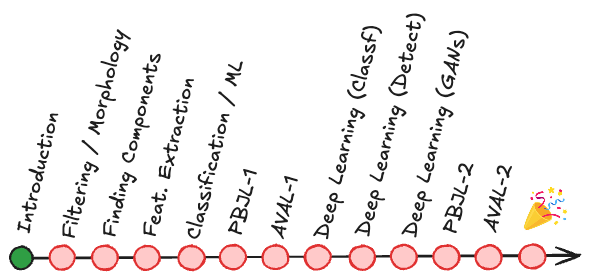 Introduction
Filtering / Morphology
Finding Components
Feat. Extraction
Classification / ML
PBJL-1
AVAL-1
Deep Learning (Classf)
Deep Learning (Detect)
Deep Learning (GANs)
PBJL-2
AVAL-2